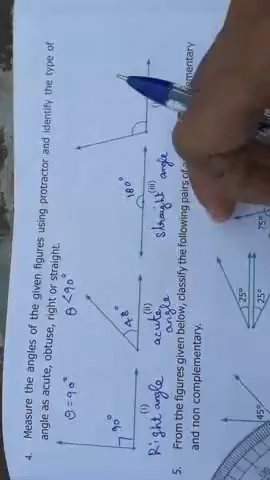 4. Measure the angles of the given figures using protractor and identify the type of
angle as acute, obtuse, right or straight.
θ = 90° θ < 90°
90° 48° 180°
(i) (ii) (iii)
Right angle acute angle straight angle
5. From the figures given below, classify the following pairs of mentary
and non complementary.
45° 25° 25° 75°